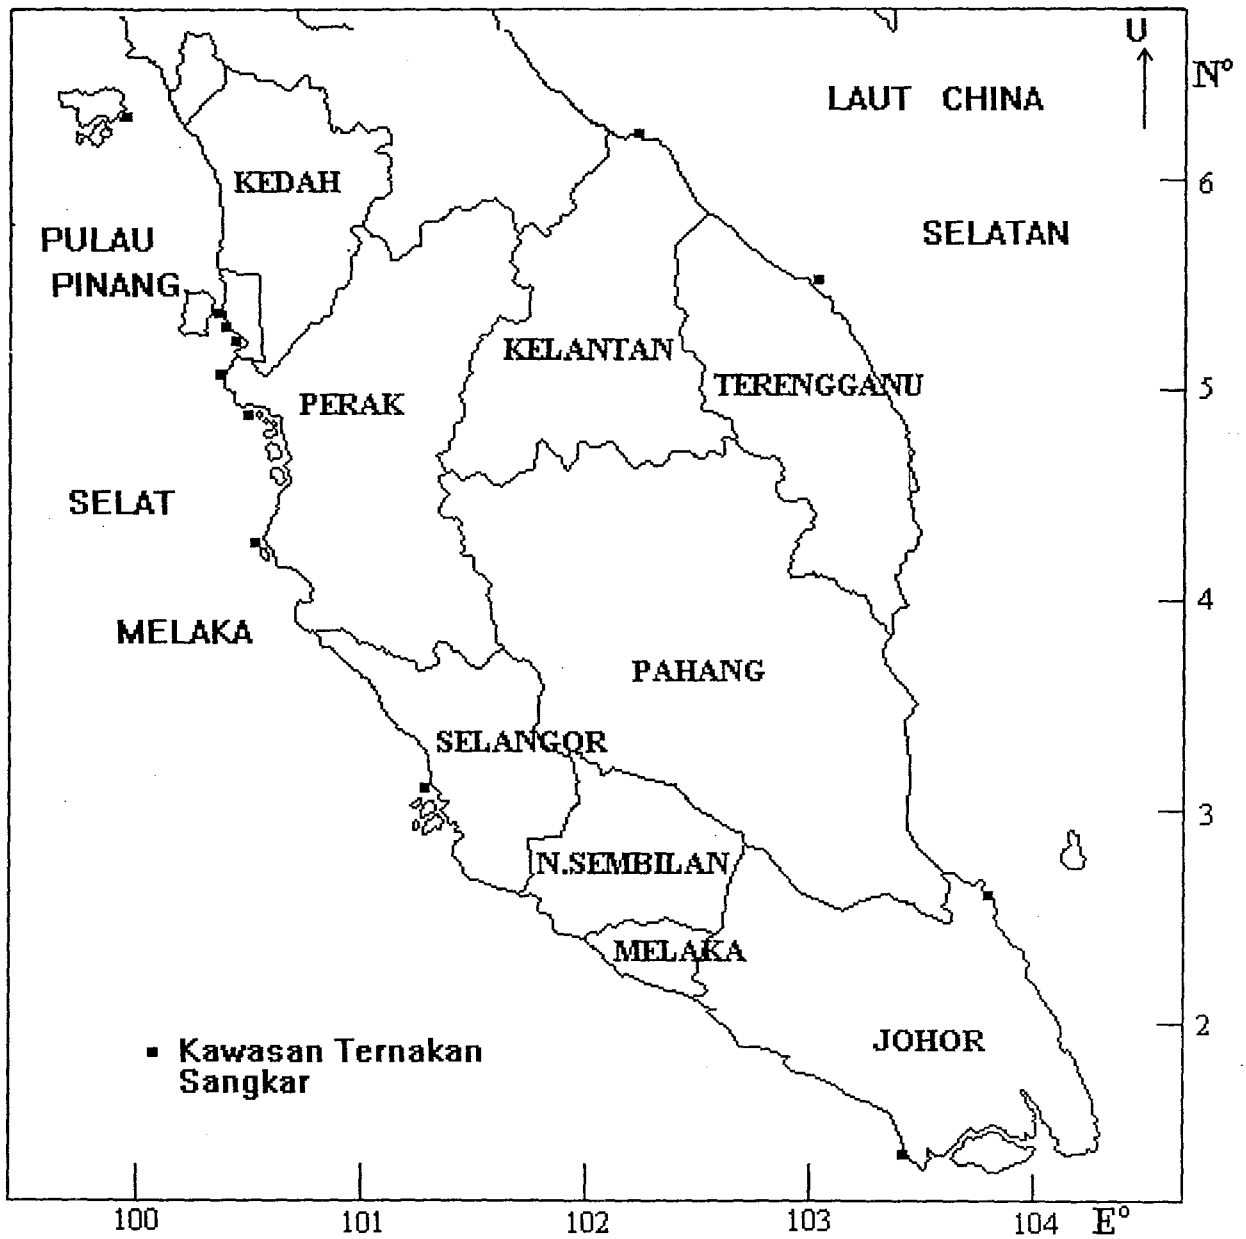 U
N°
LAUT CHINA
6
KEDAH
PULAU
SELATAN
PINANG
KELANTAN
TERENGGANU
5
PERAK
SELAT
4
MELAKA
PAHANG
SELANGOR
3
N.SEMBILAN
MELAKA
2
JOHOR
Kawasan Ternakan
Sangkar
100 101 102 103 104 E°